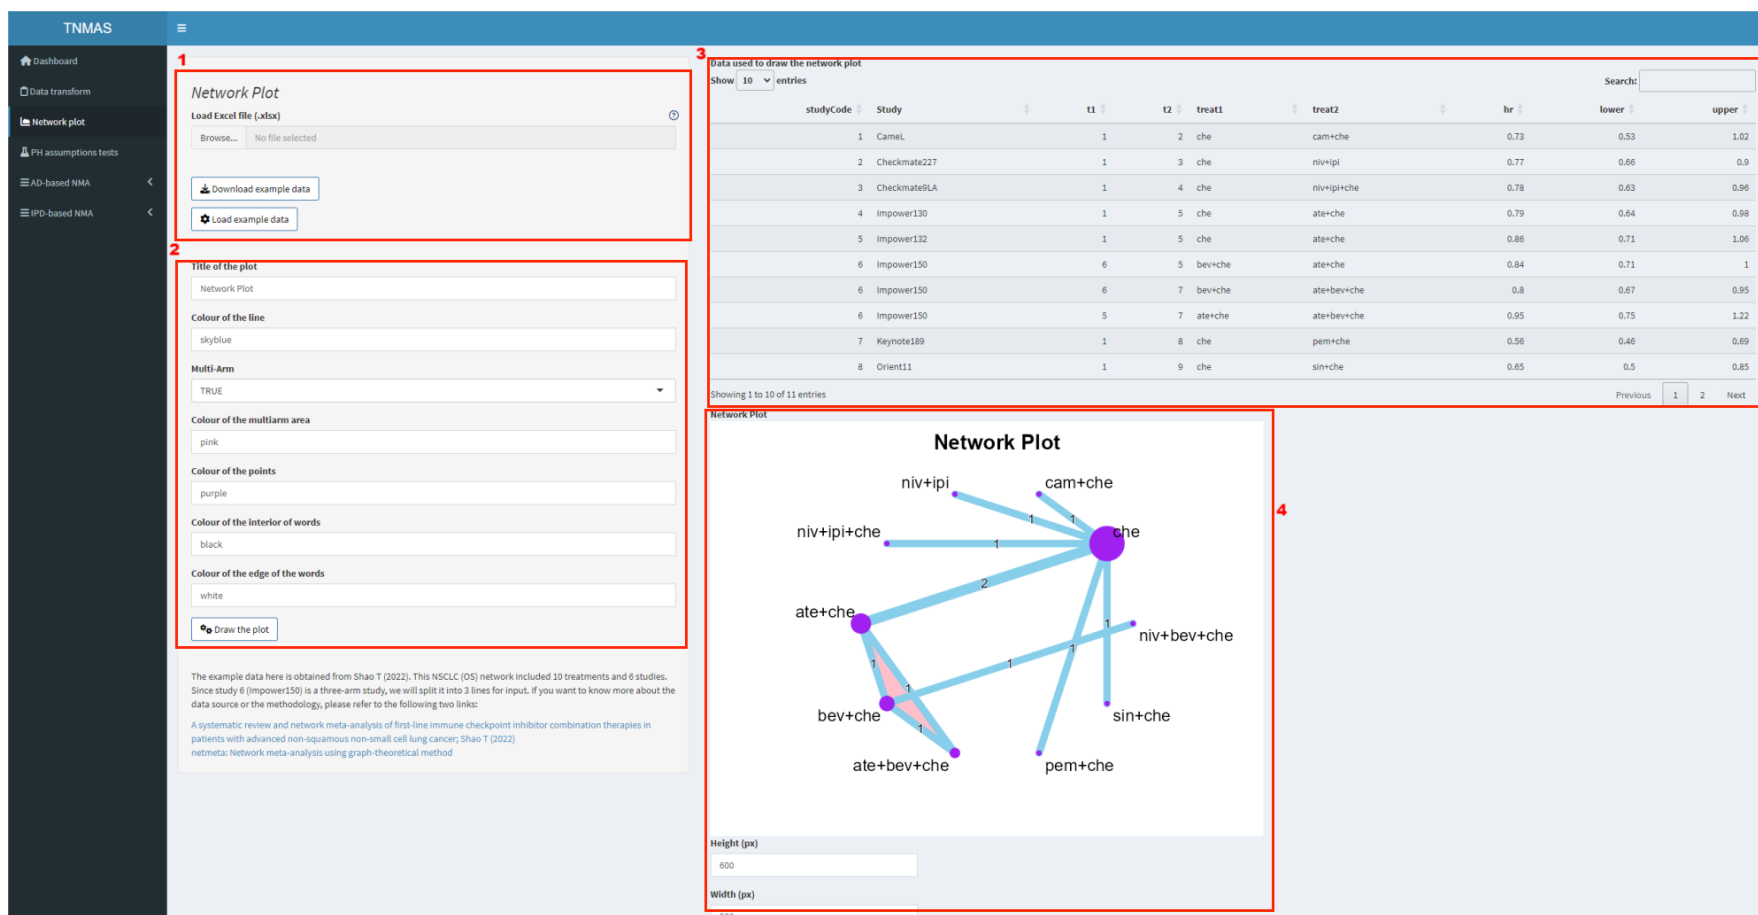 TNMAS
Dashboard
Data transform
Network plot
PH assumptions tests
AD-based NMA
IPD-based NMA
1
Network Plot
Load Excel file (.xlsx)
Browse... No file selected
Download example data
Load example data
2
Title of the plot
Network Plot
Colour of the line
skyblue
Multi-Arm
TRUE
Colour of the multiarm area
pink
Colour of the points
purple
Colour of the interior of words
black
Colour of the edge of the words
white
Draw the plot
The example data here is obtained from Shao T (2022). This NSCLC (OS) network included 10 treatments and 6 studies.
Since study 6 (Impower150) is a three-arm study, we will split it into 3 lines for input. If you want to know more about the
data source or the methodology, please refer to the following two links:
A systematic review and network meta-analysis of first-line immune checkpoint inhibitor combination therapies in
patients with advanced non-squamous non-small cell lung cancer; Shao T (2022)
netmeta: Network meta-analysis using graph-theoretical method
3
Data used to draw the network plot
Show 10 entries Search:
studyCode Study t1 t2 treat1 treat2 hr lower upper
1 CameL 1 2 che cam+che 0.73 0.53 1.02
2 Checkmate227 1 3 che niv+ipi 0.77 0.66 0.9
3 Checkmate9LA 1 4 che niv+ipi+che 0.78 0.63 0.96
4 Impower130 1 5 che ate+che 0.79 0.64 0.98
5 Impower132 1 5 che ate+che 0.86 0.71 1.06
6 Impower150 6 5 bev+che ate+che 0.84 0.71 1
6 Impower150 6 7 bev+che ate+bev+che 0.8 0.67 0.95
6 Impower150 5 7 ate+che ate+bev+che 0.95 0.75 1.22
7 Keynote189 1 8 che pem+che 0.56 0.46 0.69
8 Orient11 1 9 che sin+che 0.65 0.5 0.85
Showing 1 to 10 of 11 entries Previous 1 2 Next
Network Plot
Network Plot
niv+ipi cam+che
1 1
niv+ipi+che 1 che
4
2
ate+che 1
niv+bev+che
1 1 1
1
bev+che 1 sin+che
ate+bev+che pem+che
Height (px)
600
Width (px)